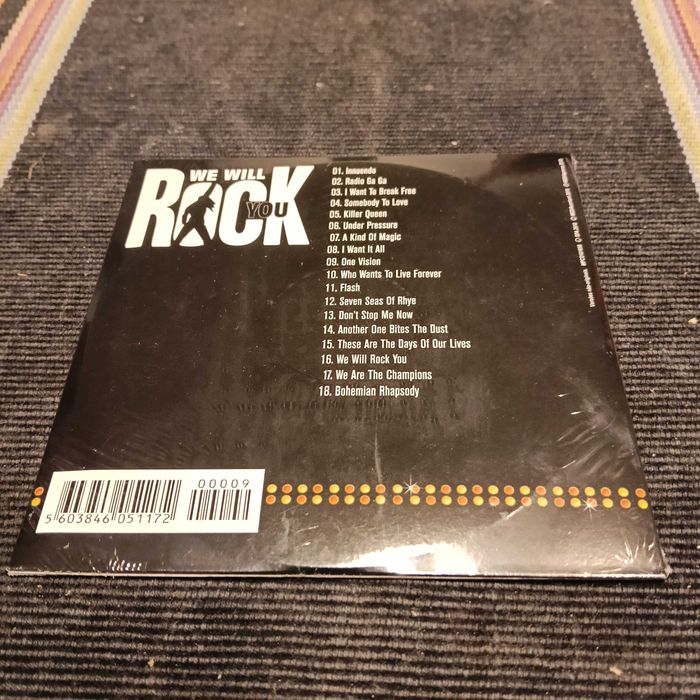 WE WILL
ROCK
YOU
01. Innuendo
02. Radio Ga Ga
03. I Want To Break Free
04. Somebody To Love
05. Killer Queen
06. Under Pressure
07. A Kind Of Magic
08. I Want It All
09. One Vision
10. Who Wants To Live Forever
11. Flash
12. Seven Seas Of Rhye
13. Don't Stop Me Now
14. Another One Bites The Dust
15. These Are The Days Of Our Lives
16. We Will Rock You
17. We Are The Champions
18. Bohemian Rhapsody
00009
5 603846 051172